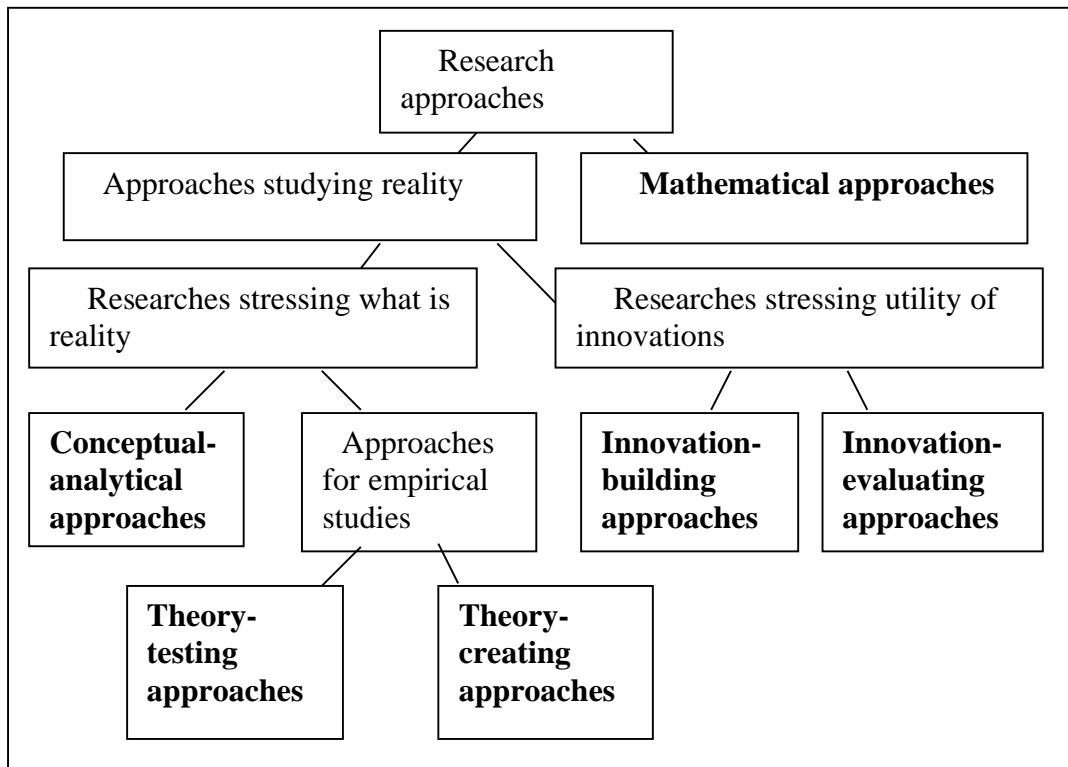 Research
approaches
Approaches studying reality
Mathematical approaches
Researches stressing what is
reality
Researches stressing utility of
innovations
Conceptual-
analytical
approaches
Approaches
for empirical
studies
Innovation-
building
approaches
Innovation-
evaluating
approaches
Theory-
testing
approaches
Theory-
creating
approaches